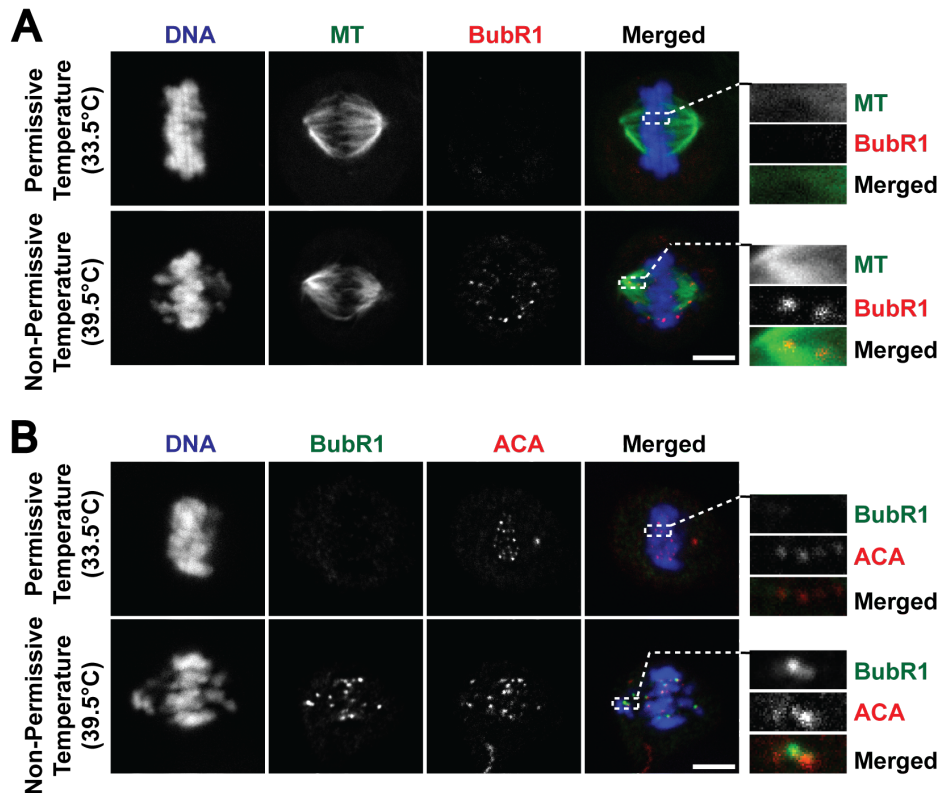 A
DNA
MT
BubR1
Merged
Permissive
Temperature
(33.5°C)
MT
BubR1
Merged
Non-Permissive
Temperature
(39.5°C)
MT
BubR1
Merged
B
DNA
BubR1
ACA
Merged
Permissive
Temperature
(33.5°C)
BubR1
ACA
Merged
Non-Permissive
Temperature
(39.5°C)
BubR1
ACA
Merged